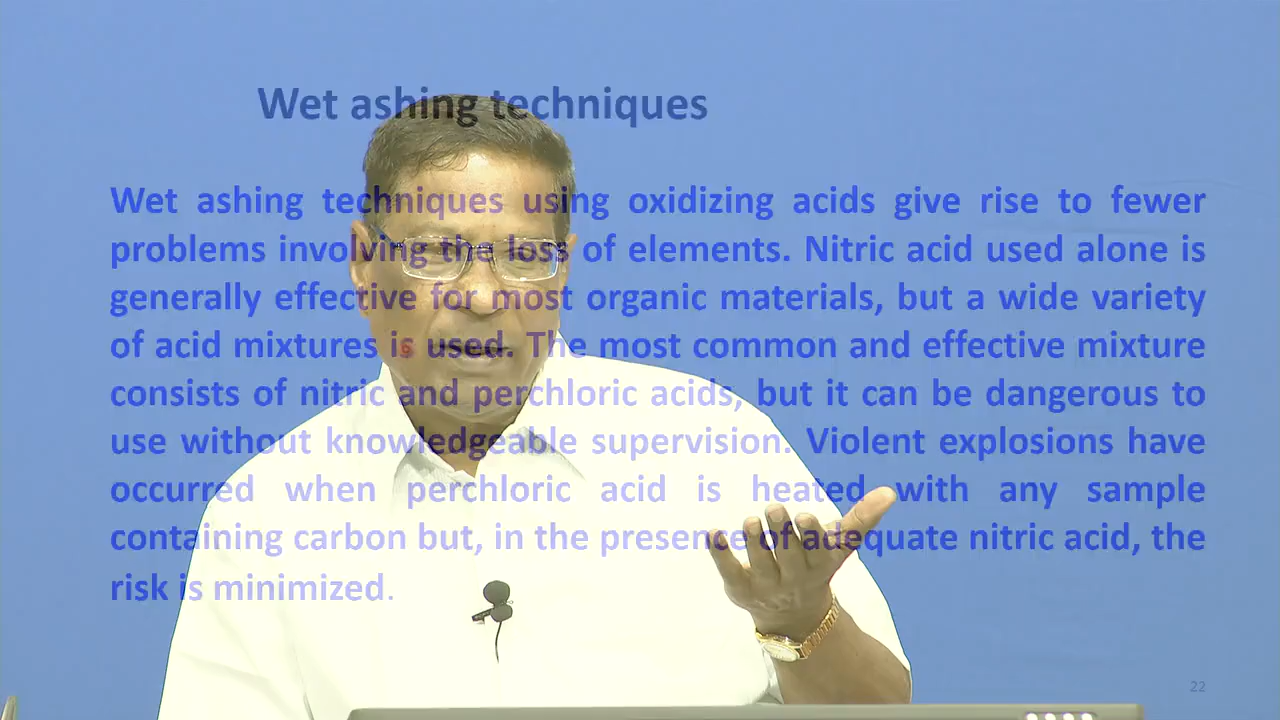 Wet ashing techniques
Wet ashing techniques using oxidizing acids give rise to fewer
problems involving the loss of elements. Nitric acid used alone is
generally effective for most organic materials, but a wide variety
of acid mixtures is used. The most common and effective mixture
consists of nitric and perchloric acids, but it can be dangerous to
use without knowledgeable supervision. Violent explosions have
occurred when perchloric acid is heated with any sample
containing carbon but, in the presence of adequate nitric acid, the
risk is minimized.
22